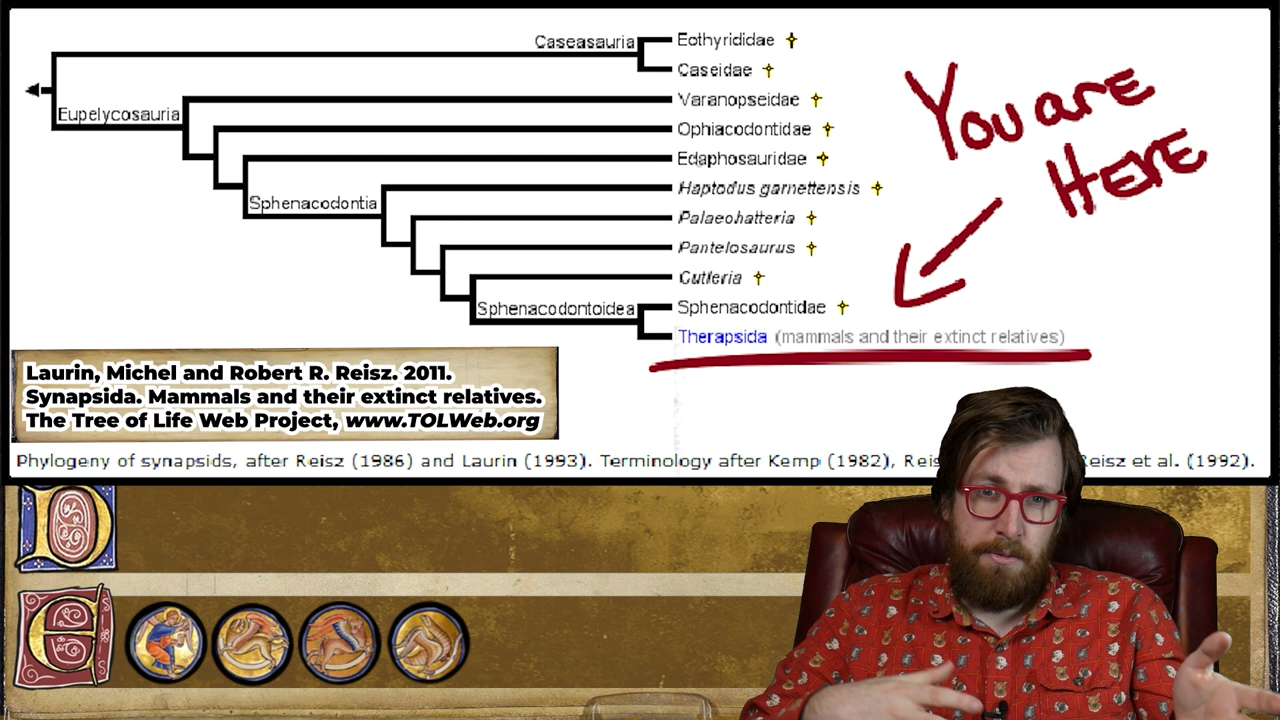 Caseasauria
Eothyrididae
Caseidae
Eupelycosauria
Varanopseidae
Ophiacodontidae
Edaphosauridae
Sphenacodontia
Haptodus garnettensis
Palaeohatteria
Pantelosaurus
Cutleria
Sphenacodontoidea
Sphenacodontidae
Therapsida (mammals and their extinct relatives)
You are
Here
Laurin, Michel and Robert R. Reisz. 2011.
Synapsida. Mammals and their extinct relatives.
The Tree of Life Web Project, www.TOLWeb.org
Phylogeny of synapsids, after Reisz (1986) and Laurin (1993). Terminology after Kemp (1982), Reisz et al. (1992).
D
E